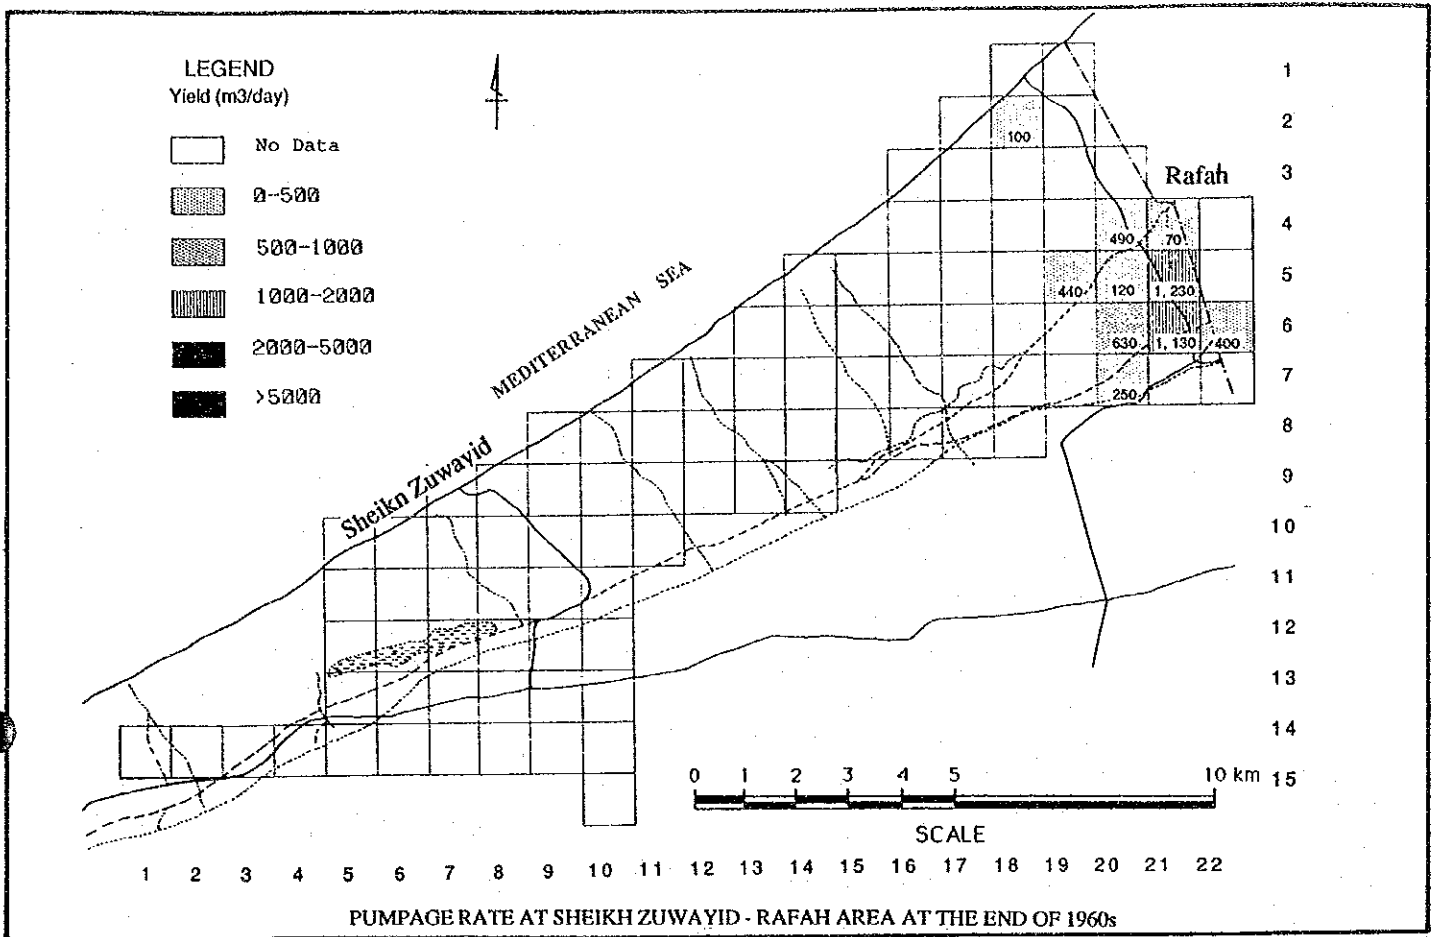 LEGEND
Yield (m3/day)
No Data
0-500
500-1000
1000-2000
2000-5000
>5000
MEDITERRANEAN SEA
Sheikn Zuwayid
Rafah
100
490 70
440 120 1,230
630 1,130 400
250
1
2
3
4
5
6
7
8
9
10
11
12
13
14
15
0 1 2 3 4 5 10 km
SCALE
1 2 3 4 5 6 7 8 9 10 11 12 13 14 15 16 17 18 19 20 21 22
PUMPAGE RATE AT SHEIKH ZUWAYID - RAFAH AREA AT THE END OF 1960s